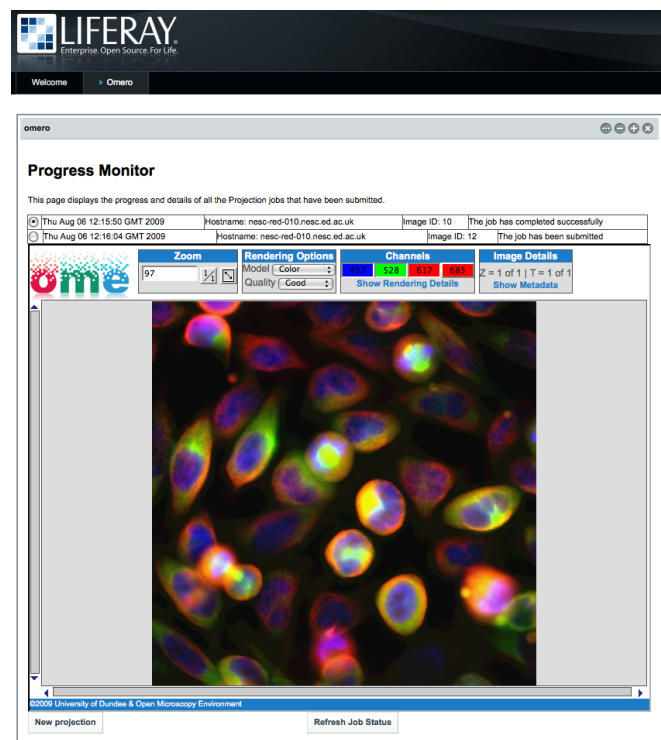 LIFERAY.
Enterprise. Open Source. For Life.
Welcome Omero
omero
Progress Monitor
This page displays the progress and details of all the Projection jobs that have been submitted.
Thu Aug 06 12:15:50 GMT 2009 Hostname: nesc-red-010.nesc.ed.ac.uk Image ID: 10 The job has completed successfully
Thu Aug 06 12:16:04 GMT 2009 Hostname: nesc-red-010.nesc.ed.ac.uk Image ID: 12 The job has been submitted
ome
Zoom Rendering Options Channels Image Details
97 1/1 Model Color 457 528 617 685 Z = 1 of 1 | T = 1 of 1
Quality Good Show Rendering Details Show Metadata
©2009 University of Dundee & Open Microscopy Environment
New projection Refresh Job Status